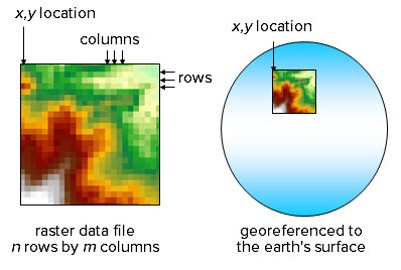 x,y location
columns
rows
raster data file
n rows by m columns
x,y location
georeferenced to
the earth's surface